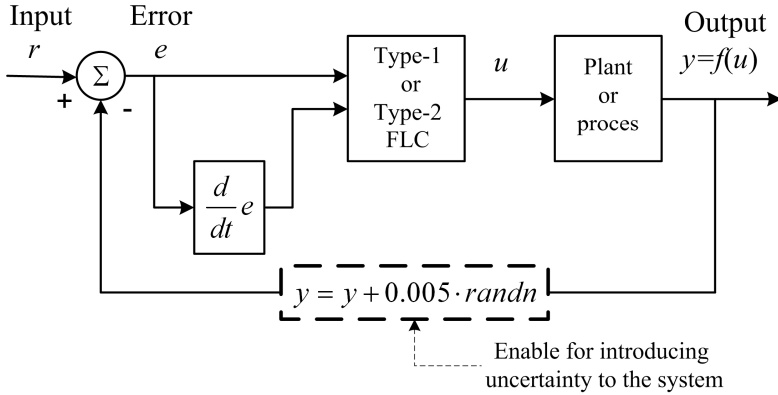 Input
r
Error
e
Σ
+
-
Type-1
or
Type-2
FLC
u
Plant
or
proces
Output
y=f(u)
d
dt
e
y = y + 0.005 · randn
Enable for introducing
uncertainty to the system